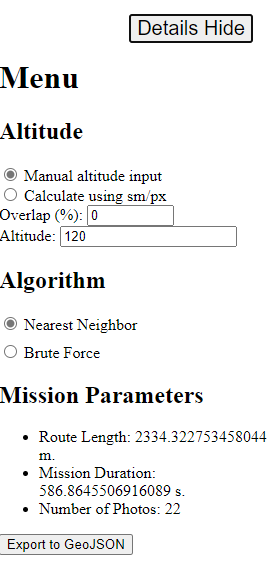 Details Hide
Menu
Altitude
Manual altitude input
Calculate using sm/px
Overlap (%): 0
Altitude: 120
Algorithm
Nearest Neighbor
Brute Force
Mission Parameters
Route Length: 2334.322753458044
m.
Mission Duration:
586.8645506916089 s.
Number of Photos: 22
Export to GeoJSON